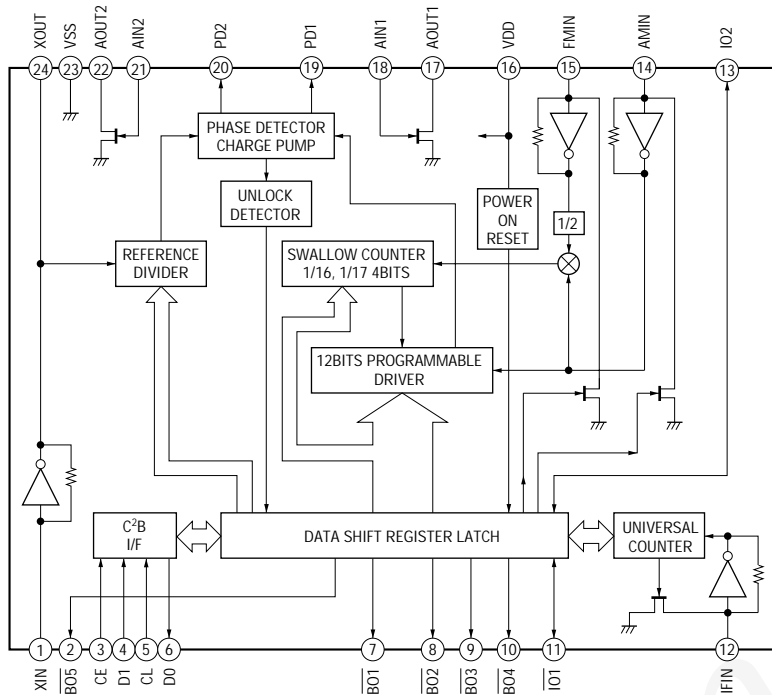 XOUT
VSS
AOUT2
AIN2
PD2
PD1
AIN1
AOUT1
VDD
FMIN
AMIN
IO2
24
23
22
21
20
19
18
17
16
15
14
13
PHASE DETECTOR
CHARGE PUMP
UNLOCK
DETECTOR
POWER
ON
RESET
1/2
REFERENCE
DIVIDER
SWALLOW COUNTER
1/16, 1/17 4BITS
12BITS PROGRAMMABLE
DRIVER
C²B
I/F
DATA SHIFT REGISTER LATCH
UNIVERSAL
COUNTER
1
2
3
4
5
6
7
8
9
10
11
12
XIN
BO5
CE
D1
CL
D0
BO1
BO2
BO3
BO4
IO1
IFIN